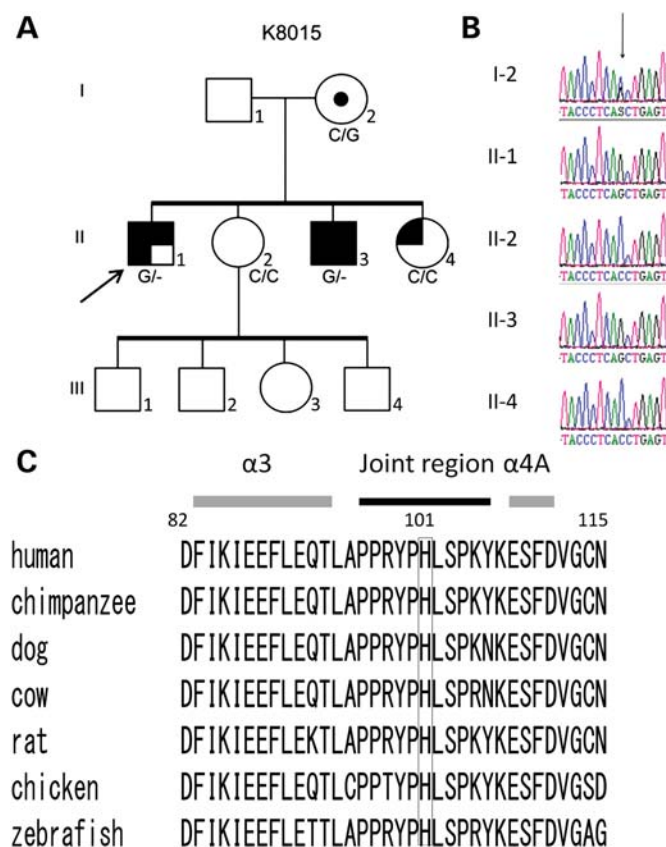 A
K8015
I
1
2
C/G
II
1
2
3
4
G/-
C/C
G/-
C/C
III
1
2
3
4
B
I-2
TACCCTCASCTGAGT
II-1
TACCCTCAGCTGAGT
II-2
TACCCTCACCTGAGT
II-3
TACCCTCAGCTGAGT
II-4
TACCCTCACCTGAGT
C
α3 Joint region α4A
82 101 115
human DFIKIEEFLEQTLAPPRYPHLSPKYKESFDVGCN
chimpanzee DFIKIEEFLEQTLAPPRYPHLSPKYKESFDVGCN
dog DFIKIEEFLEQTLAPPRYPHLSPKNKESFDVGCN
cow DFIKIEEFLEQTLAPPRYPHLSPRNKESFDVGCN
rat DFIKIEEFLEKTLAPPRYPHLSPKYKESFDVGCN
chicken DFIKIEEFLEQTLCPPTYPHLSPKYKESFDVGSD
zebrafish DFIKIEEFLETTLAPPRYPHLSPRYKESFDVGAG